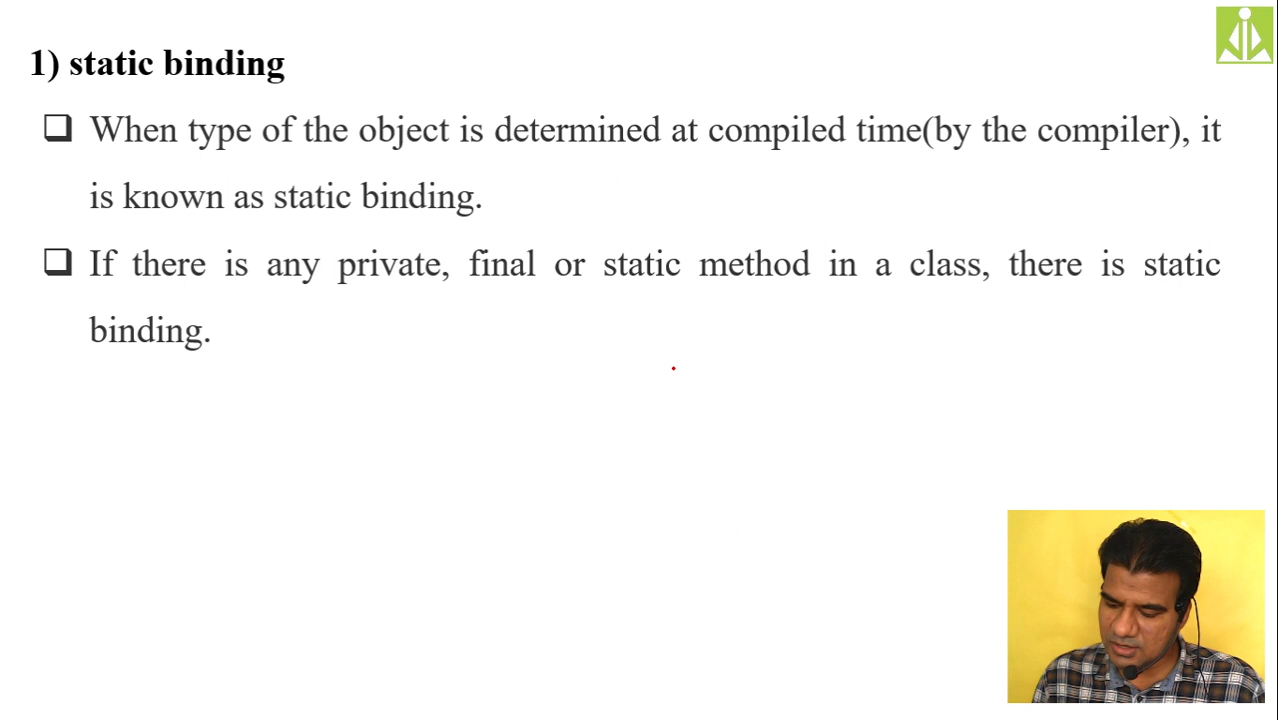 1) static binding
When type of the object is determined at compiled time(by the compiler), it
is known as static binding.
If there is any private, final or static method in a class, there is static
binding.